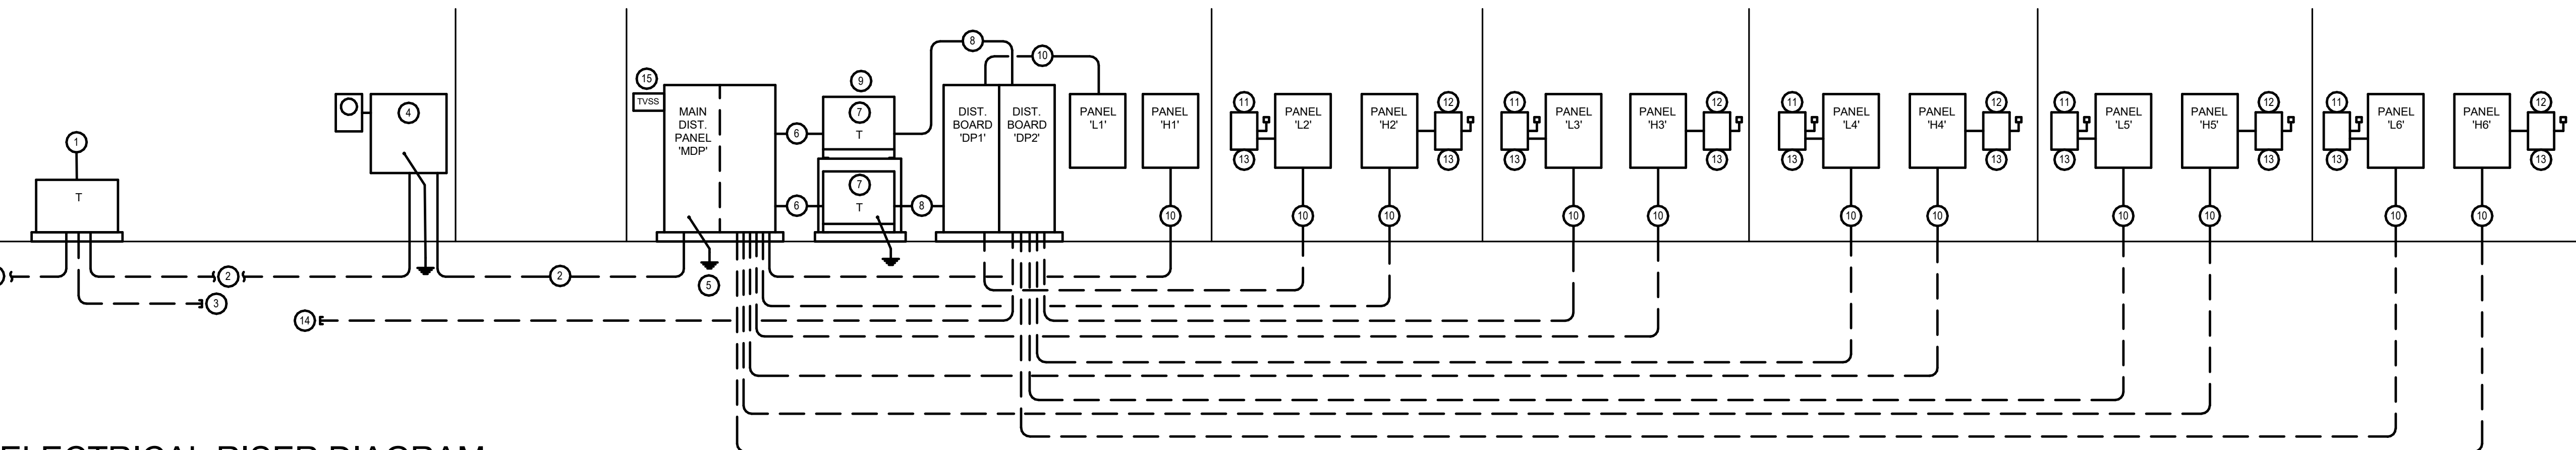 8
10
15
9
TVSS
MAIN
DIST.
PANEL
'MDP'
7
T
DIST.
BOARD
'DP1'
DIST.
BOARD
'DP2'
PANEL
'L1'
PANEL
'H1'
11
PANEL
'L2'
13
PANEL
'H2'
12
13
11
PANEL
'L3'
13
PANEL
'H3'
12
13
11
PANEL
'L4'
13
PANEL
'H4'
12
13
11
PANEL
'L5'
13
PANEL
'H5'
12
13
11
PANEL
'L6'
13
PANEL
'H6'
12
13
4
1
T
6
7
T
6
8
10
10
10
10
10
10
10
10
10
10
10
2
2
5
3
14
ELECTRICAL RISER DIAGRAM